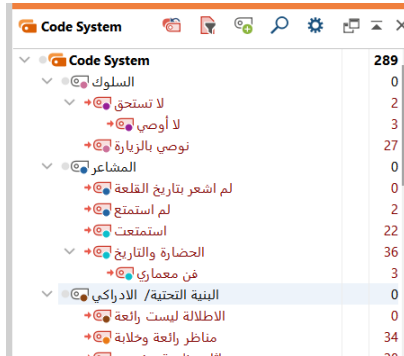 Code System
Code System 289
السلوك 0
لا تستحق 2
لا أوصي 3
نوصي بالزيارة 27
المشاعر 0
لم اشعر بتاريخ القلعة 0
لم استمتع 2
استمتعت 22
الحضارة والتاريخ 36
فن معماري 3
البنية التحتية/ الادراكي 0
الاطلالة ليست رائعة 0
مناظر رائعة وخلابة 34